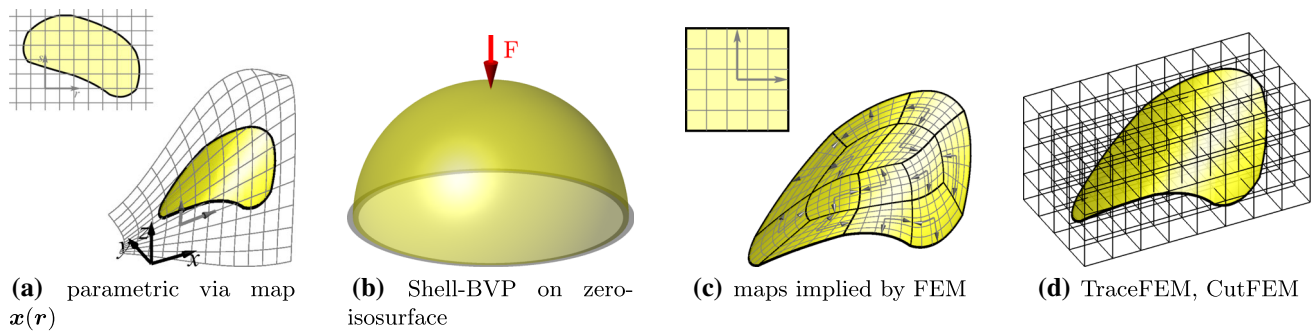 s
r
z
y
x
F
(a) parametric via map
x(r)
(b) Shell-BVP on zero-
isosurface
(c) maps implied by FEM
(d) TraceFEM, CutFEM